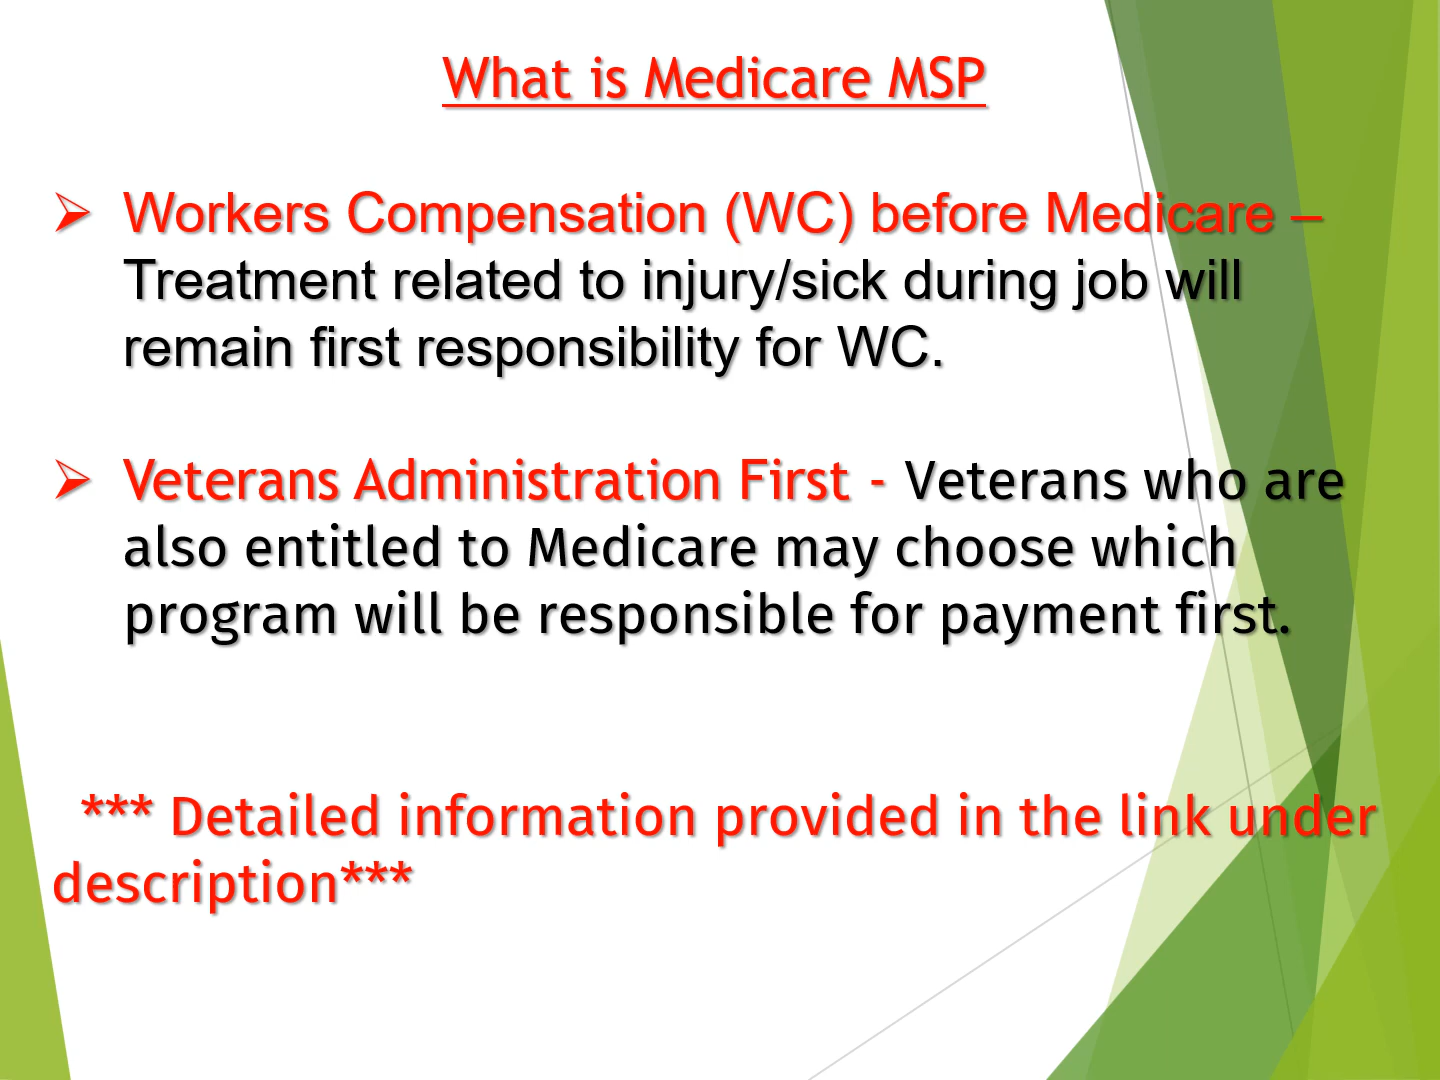 What is Medicare MSP
➢ Workers Compensation (WC) before Medicare –
Treatment related to injury/sick during job will
remain first responsibility for WC.
➢ Veterans Administration First - Veterans who are
also entitled to Medicare may choose which
program will be responsible for payment first.
*** Detailed information provided in the link under
description***